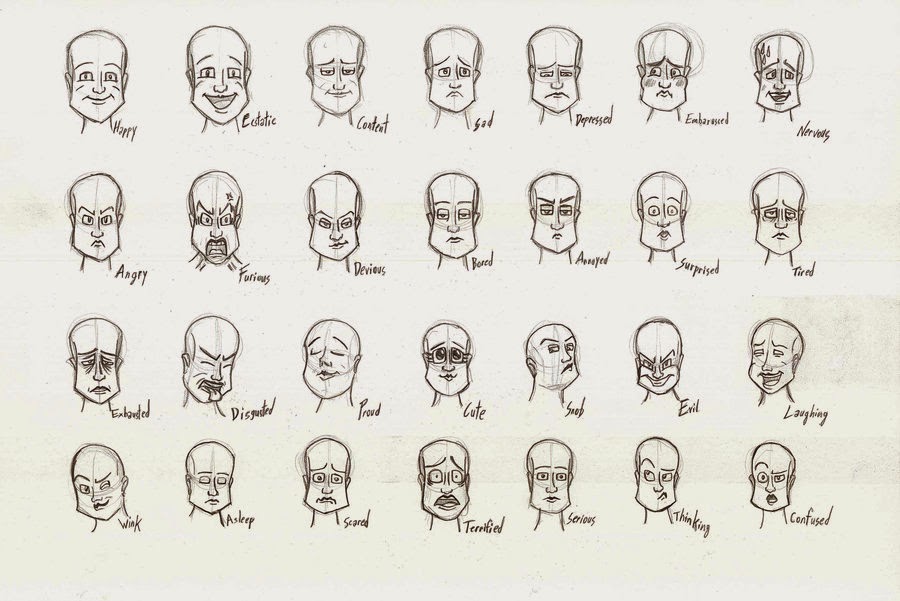 Happy
Ecstatic
Content
Sad
Depressed
Embarassed
Nervous
Angry
Furious
Devious
Bored
Annoyed
Surprised
Tired
Exhausted
Disgusted
Proud
Cute
Snob
Evil
Laughing
Wink
Asleep
Scared
Terrified
Serious
Thinking
Confused